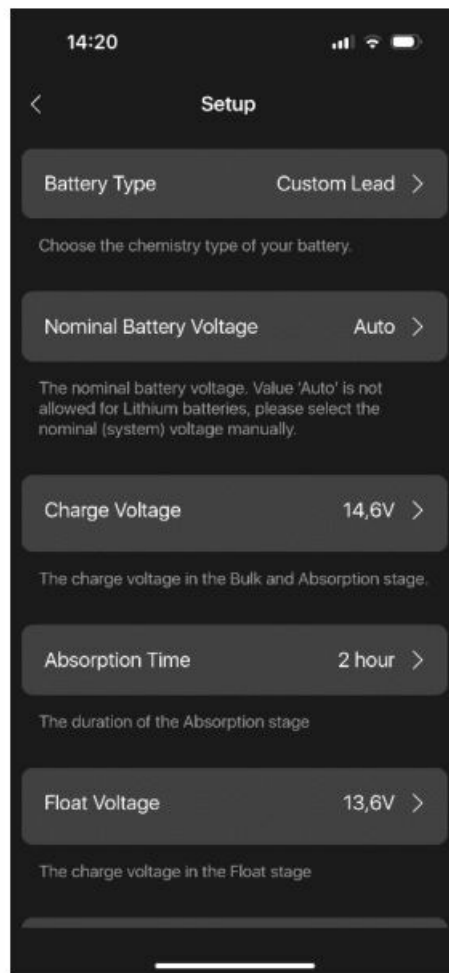 14:20
Setup
Battery Type Custom Lead
Choose the chemistry type of your battery.
Nominal Battery Voltage Auto
The nominal battery voltage. Value 'Auto' is not
allowed for Lithium batteries, please select the
nominal (system) voltage manually.
Charge Voltage 14,6V
The charge voltage in the Bulk and Absorption stage.
Absorption Time 2 hour
The duration of the Absorption stage
Float Voltage 13,6V
The charge voltage in the Float stage